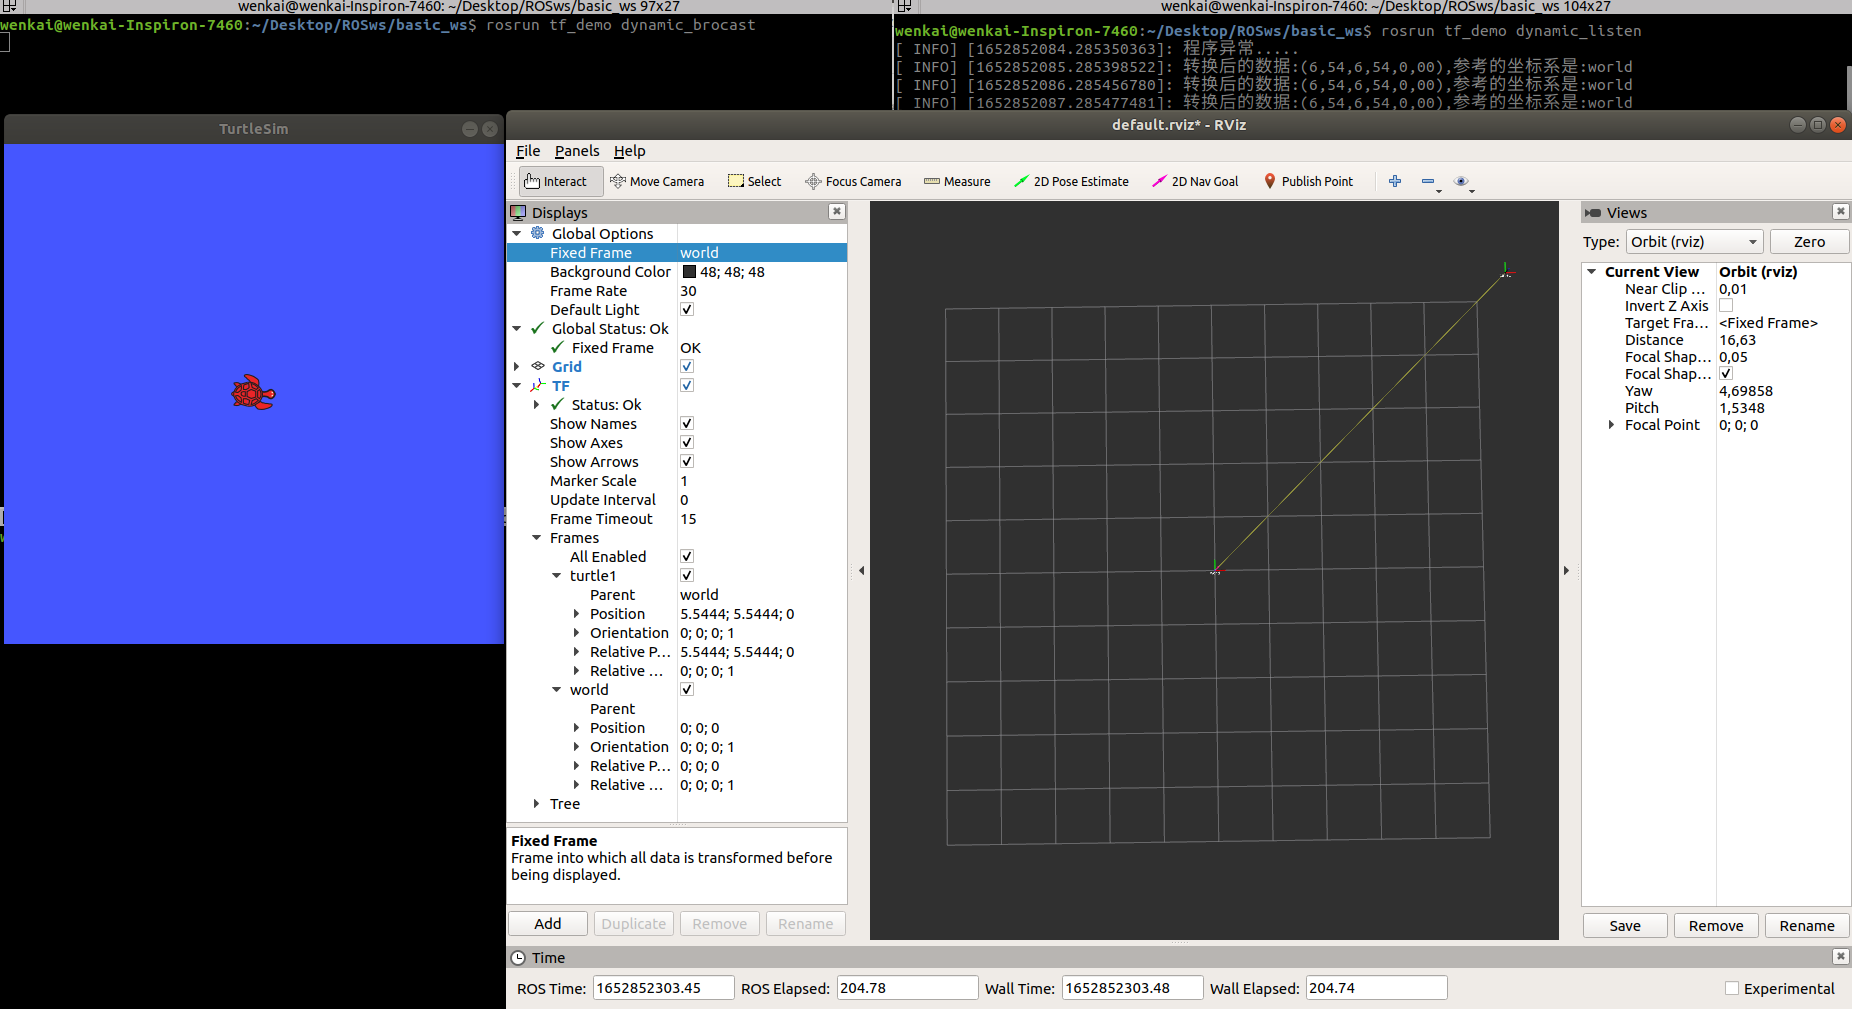 wenkai@wenkai-Inspiron-7460: ~/Desktop/ROSws/basic_ws 97x27
wenkai@wenkai-Inspiron-7460:~/Desktop/ROSws/basic_ws$ rosrun tf_demo dynamic_brocast
wenkai@wenkai-Inspiron-7460: ~/Desktop/ROSws/basic_ws 104x27
wenkai@wenkai-Inspiron-7460:~/Desktop/ROSws/basic_ws$ rosrun tf_demo dynamic_listen
[ INFO] [1652852084.285350363]: 程序异常.....
[ INFO] [1652852085.285398522]: 转换后的数据:(6,54,6,54,0,00),参考的坐标系是:world
[ INFO] [1652852086.285456780]: 转换后的数据:(6,54,6,54,0,00),参考的坐标系是:world
[ INFO] [1652852087.285477481]: 转换后的数据:(6,54,6,54,0,00),参考的坐标系是:world
TurtleSim
default.rviz* - RViz
File Panels Help
Interact Move Camera Select Focus Camera Measure 2D Pose Estimate 2D Nav Goal Publish Point
Displays
Global Options
Fixed Frame world
Background Color 48; 48; 48
Frame Rate 30
Default Light
Global Status: Ok
Fixed Frame OK
Grid
TF
Status: Ok
Show Names
Show Axes
Show Arrows
Marker Scale 1
Update Interval 0
Frame Timeout 15
Frames
All Enabled
turtle1
Parent world
Position 5.5444; 5.5444; 0
Orientation 0; 0; 0; 1
Relative P... 5.5444; 5.5444; 0
Relative ... 0; 0; 0; 1
world
Parent
Position 0; 0; 0
Orientation 0; 0; 0; 1
Relative P... 0; 0; 0
Relative ... 0; 0; 0; 1
Tree
Fixed Frame
Frame into which all data is transformed before
being displayed.
Add Duplicate Remove Rename
Views
Type: Orbit (rviz) Zero
Current View Orbit (rviz)
Near Clip ... 0,01
Invert Z Axis
Target Fra... <Fixed Frame>
Distance 16,63
Focal Shap... 0,05
Focal Shap...
Yaw 4,69858
Pitch 1,5348
Focal Point 0; 0; 0
Save Remove Rename
Time
ROS Time: 1652852303.45 ROS Elapsed: 204.78 Wall Time: 1652852303.48 Wall Elapsed: 204.74 Experimental